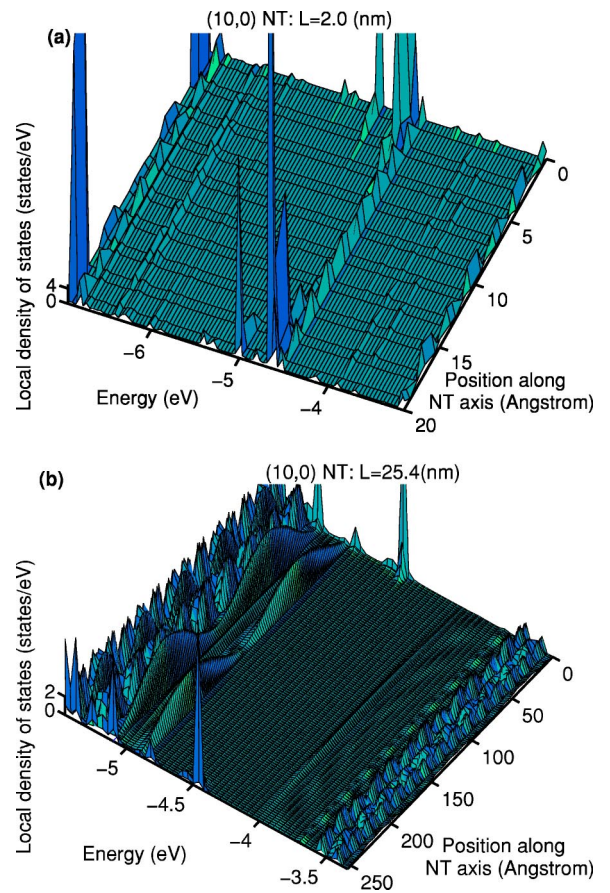 (10,0) NT: L=2.0 (nm)
(a)
Local density of states (states/eV)
4
0
−6
−5
−4
Energy (eV)
0
5
10
15
20
Position along
NT axis (Angstrom)
(b)
(10,0) NT: L=25.4(nm)
Local density of states (states/eV)
2
0
−5
−4.5
−4
−3.5
Energy (eV)
0
50
100
150
200
250
Position along
NT axis (Angstrom)